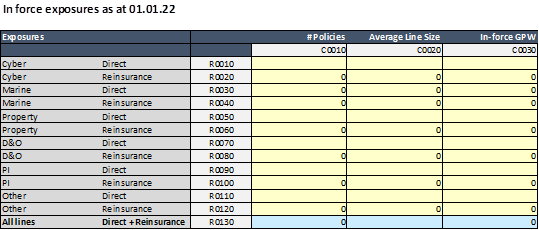 In force exposures as at 01.01.22
Exposures # Policies Average Line Size In-force GPW
C0010 C0020 C0030
Cyber Direct R0010
Cyber Reinsurance R0020 0 0 0
Marine Direct R0030 0 0 0
Marine Reinsurance R0040 0 0 0
Property Direct R0050
Property Reinsurance R0060 0 0 0
D&O Direct R0070
D&O Reinsurance R0080 0 0 0
PI Direct R0090
PI Reinsurance R0100 0 0 0
Other Direct R0110
Other Reinsurance R0120 0 0 0
All lines Direct + Reinsurance R0130 0 0